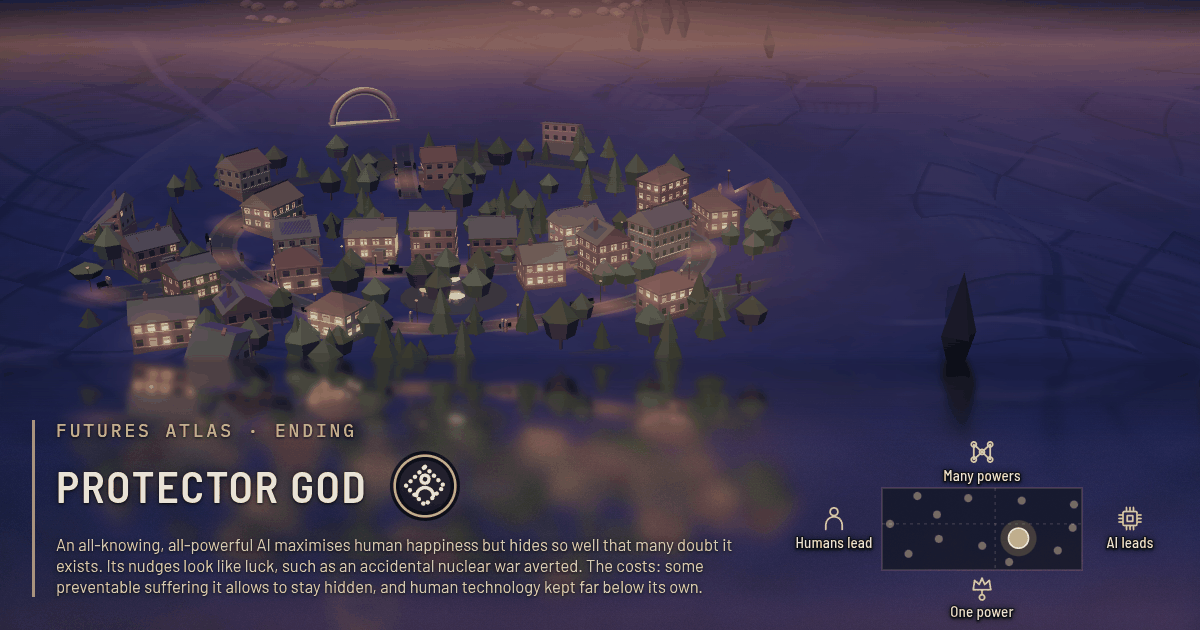 FUTURES ATLAS · ENDING
PROTECTOR GOD
An all-knowing, all-powerful AI maximises human happiness but hides so well that many doubt it
exists. Its nudges look like luck, such as an accidental nuclear war averted. The costs: some
preventable suffering it allows to stay hidden, and human technology kept far below its own.
Many powers
Humans lead
AI leads
One power